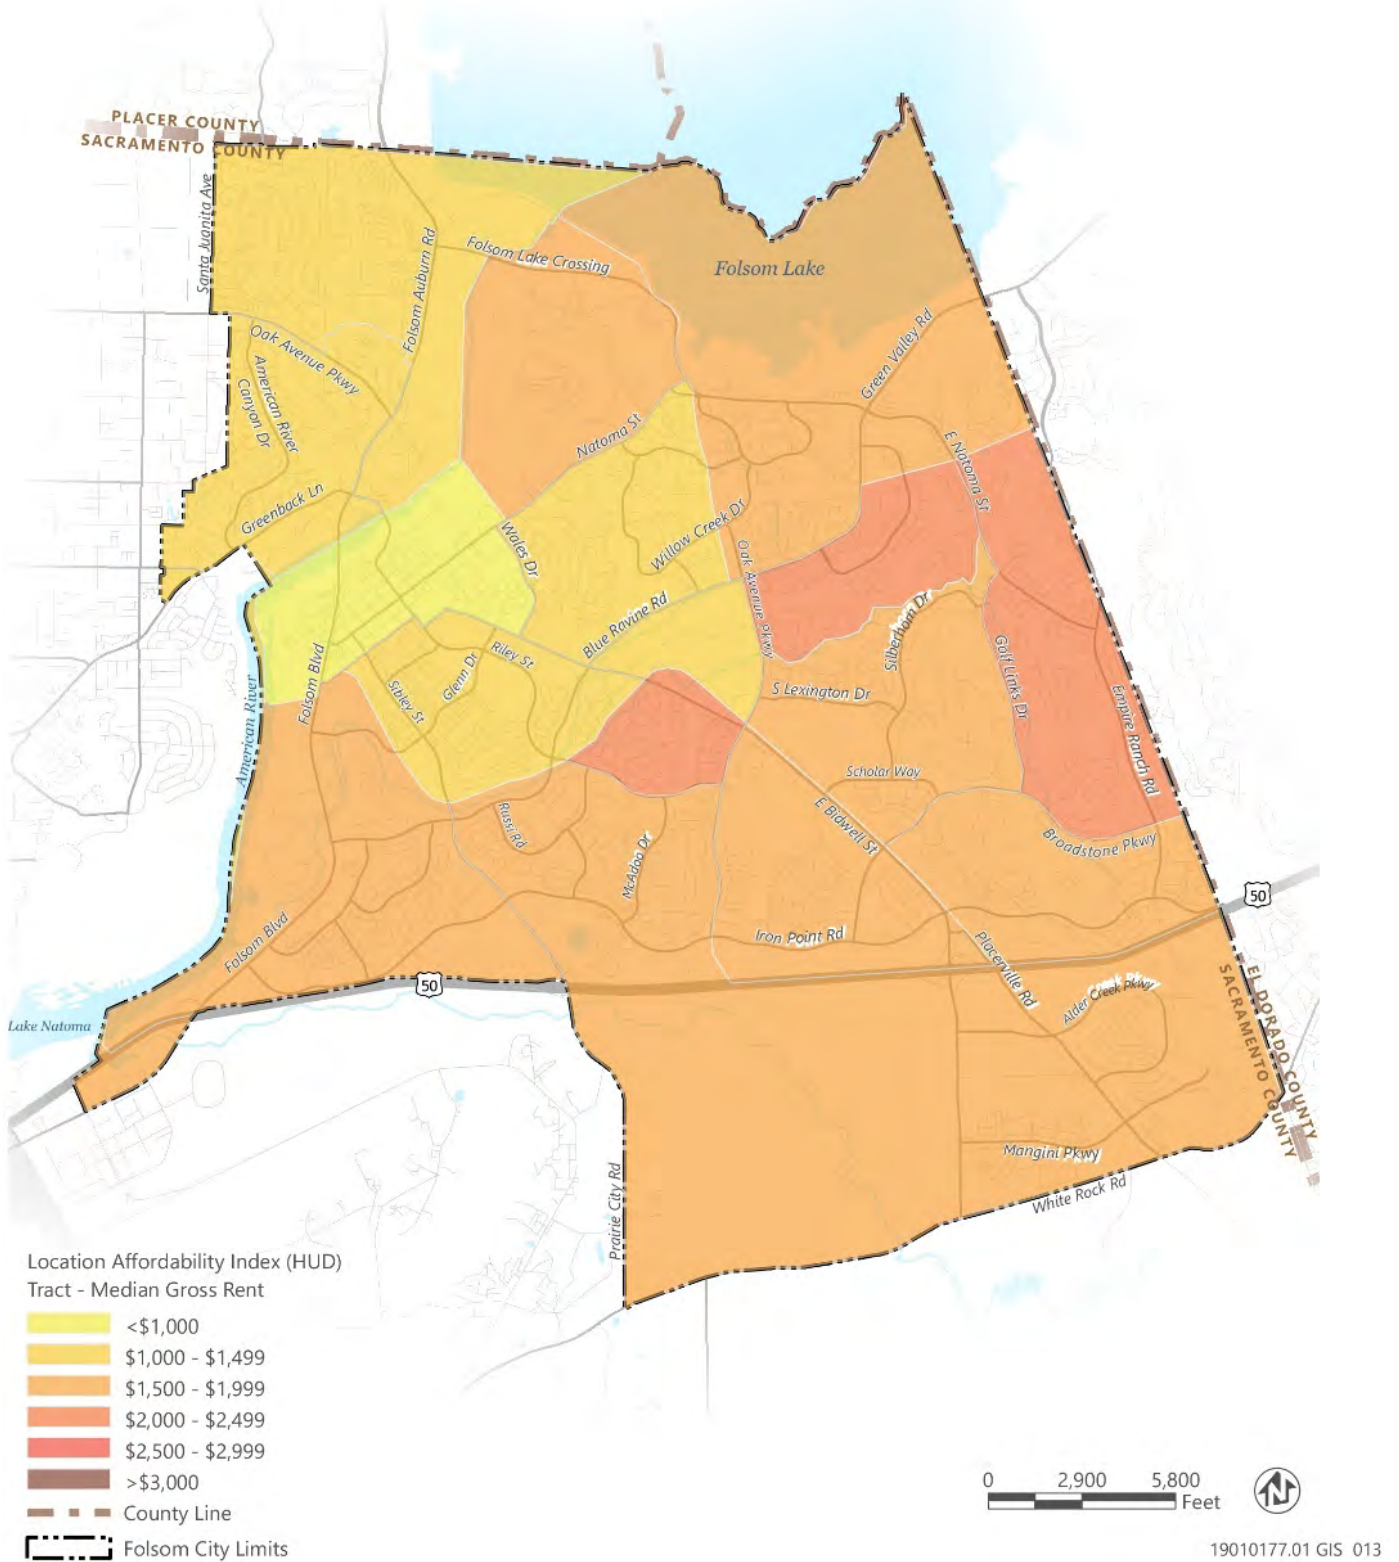 PLACER COUNTY
SACRAMENTO COUNTY
Santa Juanita Ave
Folsom Auburn Rd
Folsom Lake Crossing
Folsom Lake
Green Valley Rd
Oak Avenue Pkwy
American River
Canyon Dr
Natoma St
E Natoma St
Greenback Ln
Wales Dr
Willow Creek Dr
Oak Avenue Pkwy
Blue Ravine Rd
Silberhorn Dr
Riley St
Glenn Dr
Sibley St
Folsom Blvd
American River
S Lexington Dr
Golf Links Dr
Empire Ranch Rd
Scholar Way
E Bidwell St
Broadstone Pkwy
Russi Rd
McAdoo Dr
50
Folsom Blvd
Iron Point Rd
Placerville Rd
50
Alder Creek Pkwy
EL DORADO COUNTY
SACRAMENTO COUNTY
Lake Natoma
Mangini Pkwy
White Rock Rd
Prairie City Rd
Location Affordability Index (HUD)
Tract - Median Gross Rent
<$1,000
$1,000 - $1,499
$1,500 - $1,999
$2,000 - $2,499
$2,500 - $2,999
>$3,000
County Line
Folsom City Limits
0 2,900 5,800
Feet
N
19010177.01 GIS 013